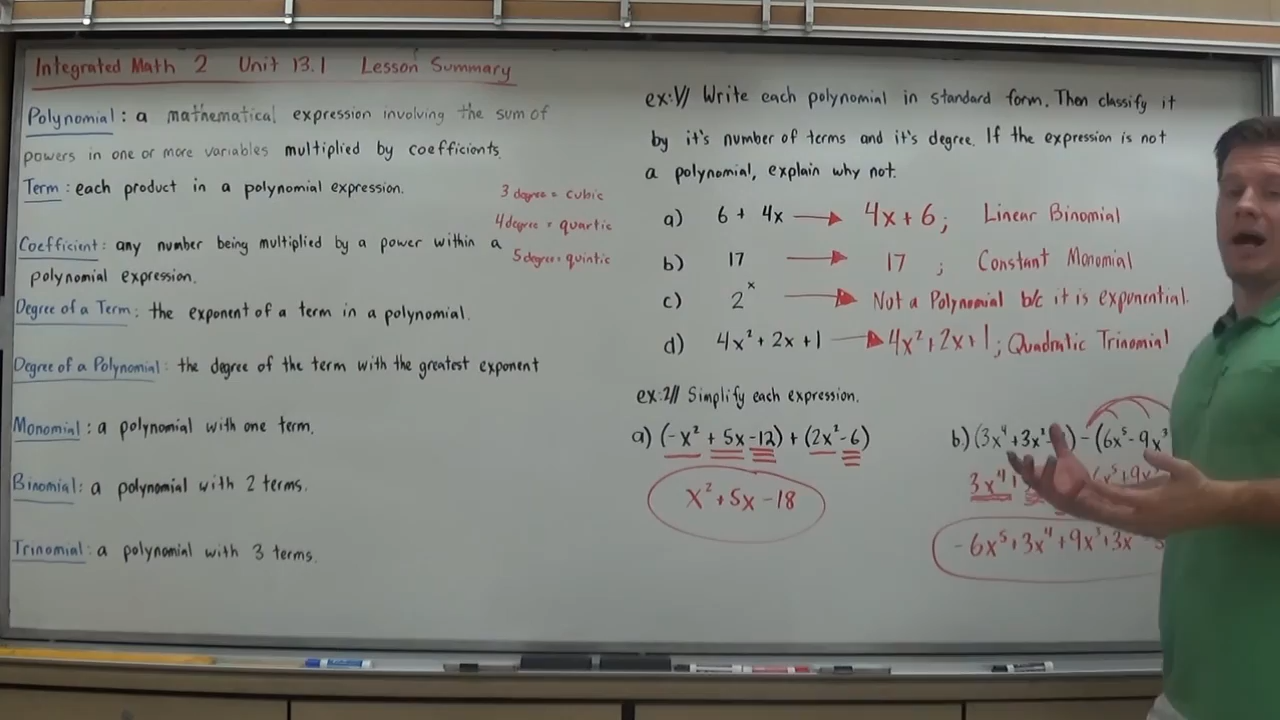 Integrated Math 2 Unit 13.1 Lesson Summary
Polynomial: a mathematical expression involving the sum of
powers in one or more variables multiplied by coefficients.
Term: each product in a polynomial expression.
3 degree = cubic
4 degree = quartic
5 degree = quintic
Coefficient: any number being multiplied by a power within a
polynomial expression.
Degree of a Term: the exponent of a term in a polynomial.
Degree of a Polynomial: the degree of the term with the greatest exponent
Monomial: a polynomial with one term.
Binomial: a polynomial with 2 terms.
Trinomial: a polynomial with 3 terms.
ex:1// Write each polynomial in standard form. Then classify it
by it's number of terms and it's degree. If the expression is not
a polynomial, explain why not.
a) 6 + 4x → 4x + 6; Linear Binomial
b) 17 → 17 ; Constant Monomial
c) 2ˣ → Not a Polynomial b/c it is exponential.
d) 4x² + 2x + 1 → 4x² + 2x + 1; Quadratic Trinomial
ex:2// Simplify each expression.
a) (-x² + 5x - 12) + (2x² - 6)
x² + 5x - 18
b) (3x⁴ + 3x² - (6x⁵ - 9x³
3x⁴ + 9x³
-6x⁵ + 3x⁴ + 9x³ + 3x